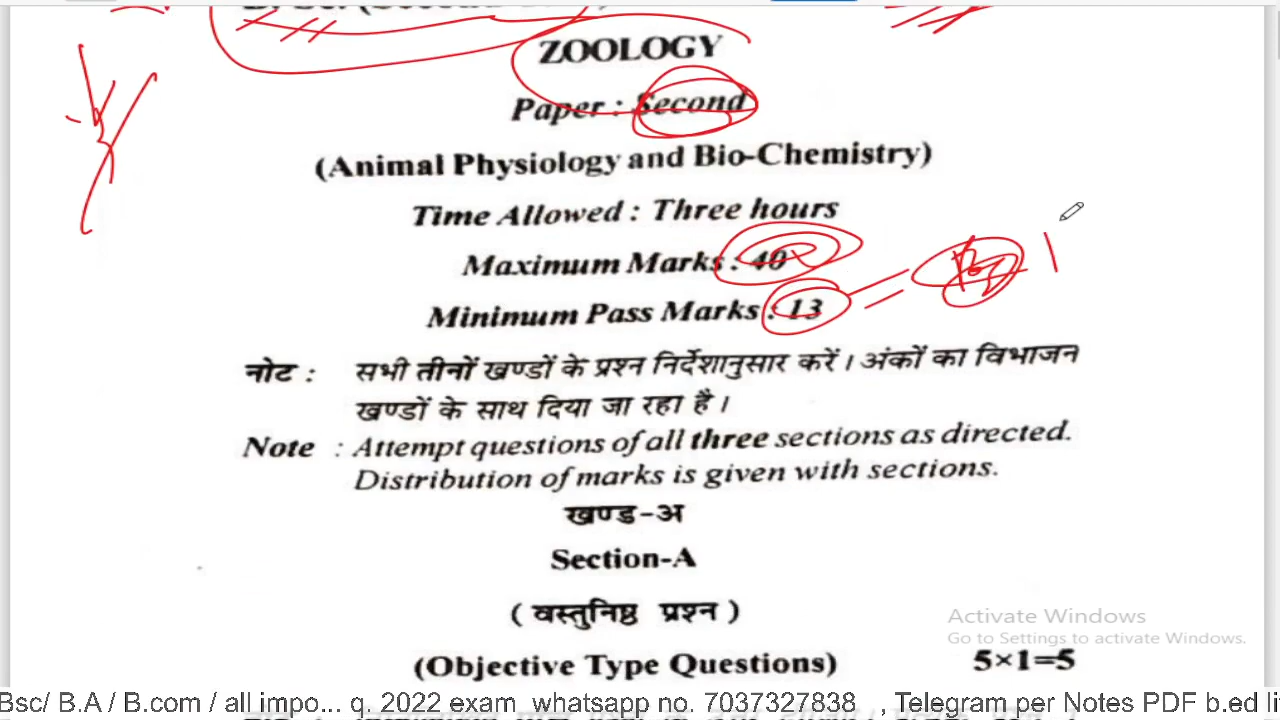 ZOOLOGY
Paper : Second
(Animal Physiology and Bio-Chemistry)
Time Allowed : Three hours
Maximum Marks : 40
Minimum Pass Marks : 13
नोट : सभी तीनों खण्डों के प्रश्न निर्देशानुसार करें। अंकों का विभाजन
खण्डों के साथ दिया जा रहा है।
Note : Attempt questions of all three sections as directed.
Distribution of marks is given with sections.
खण्ड-अ
Section-A
( वस्तुनिष्ठ प्रश्न )
(Objective Type Questions) 5×1=5
Activate Windows
Go to Settings to activate Windows.
Bsc/ B.A / B.com / all impo... q. 2022 exam whatsapp no. 7037327838 , Telegram per Notes PDF b.ed li